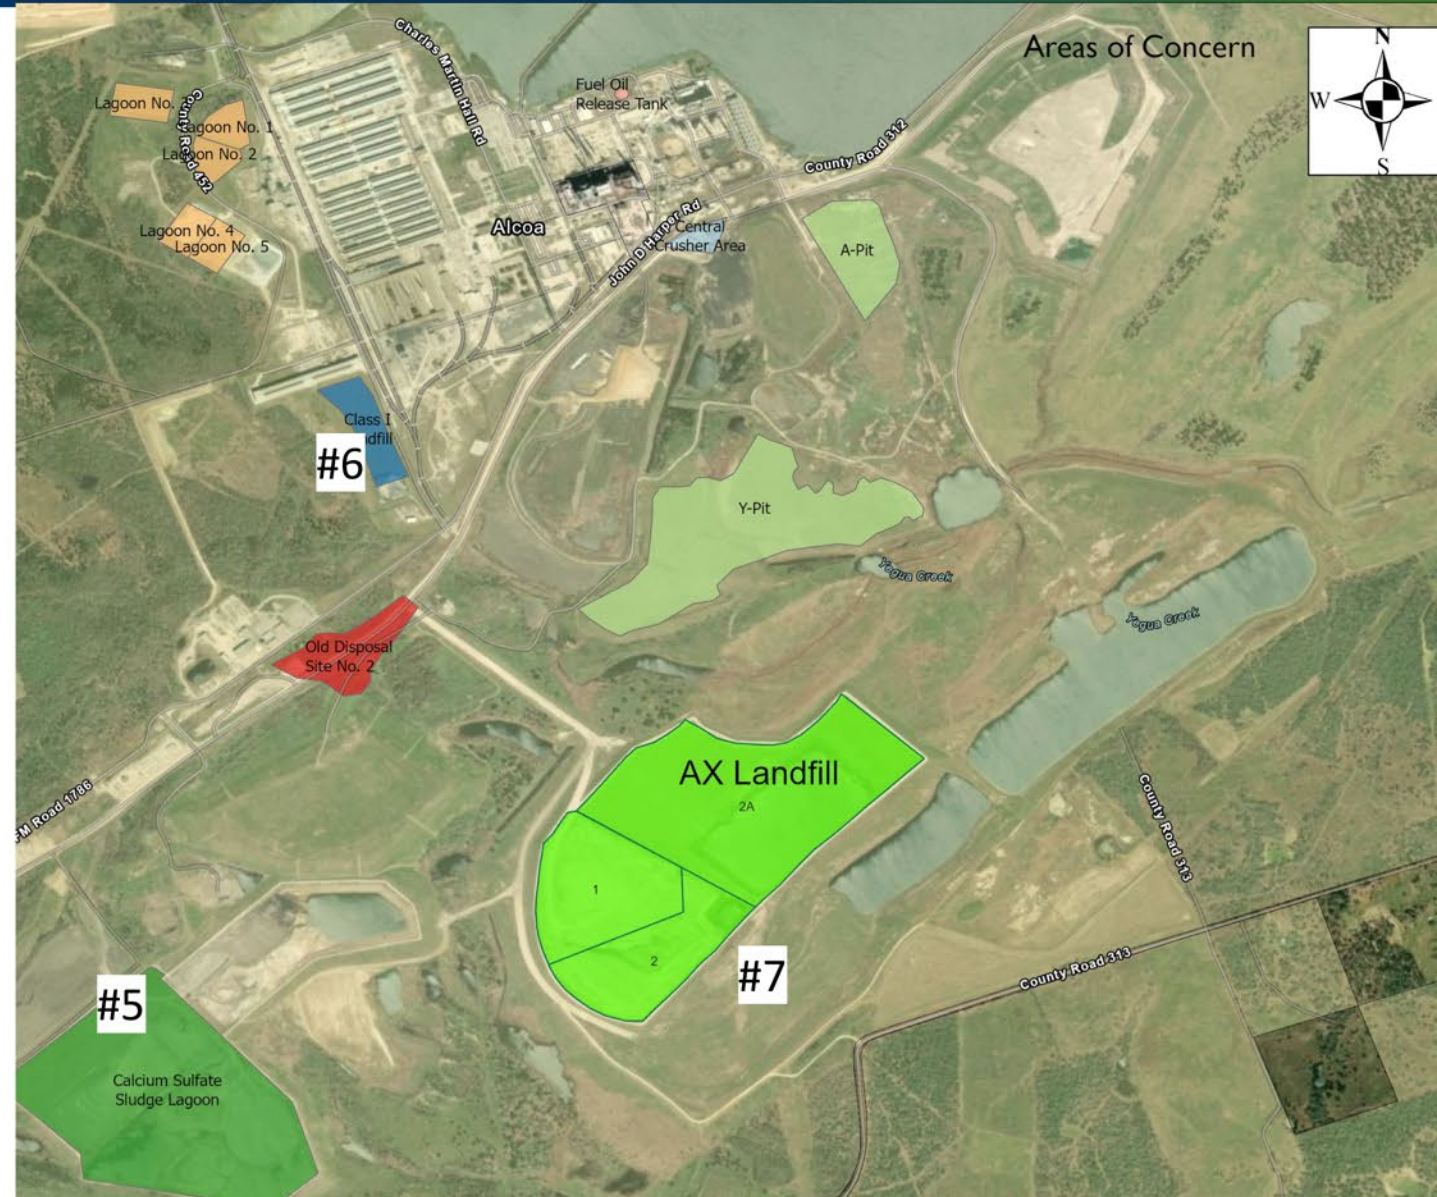 Areas of Concern
N
W
S
Charles Martin Hall Rd
Fuel Oil
Release Tank
Lagoon No.
County Road 452
Lagoon No. 1
Lagoon No. 2
County Road 312
Lagoon No. 4
Lagoon No. 5
Alcoa
John D Harper Rd
Central
Crusher Area
A-Pit
Class I
#6
Y-Pit
Yegua Creek
Yegua Creek
Old Disposal
Site No. 2
FM Road 1786
AX Landfill
2A
1
2
County Road 313
#7
County Road 313
#5
Calcium Sulfate
Sludge Lagoon